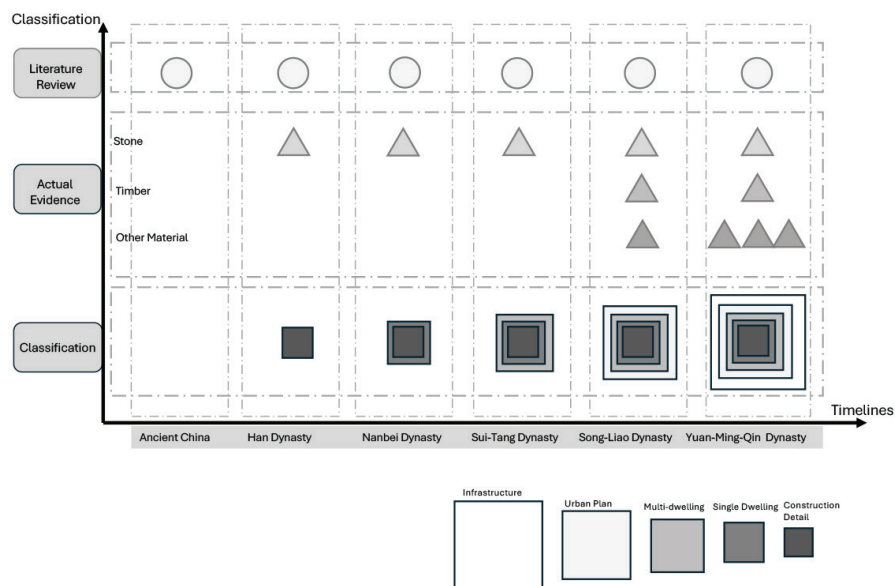 Classification
Literature
Review
Stone
Actual
Evidence
Timber
Other Material
Classification
Timelines
Ancient China
Han Dynasty
Nanbei Dynasty
Sui-Tang Dynasty
Song-Liao Dynasty
Yuan-Ming-Qin Dynasty
Infrastructure
Urban Plan
Multi-dwelling
Single Dwelling
Construction
Detail